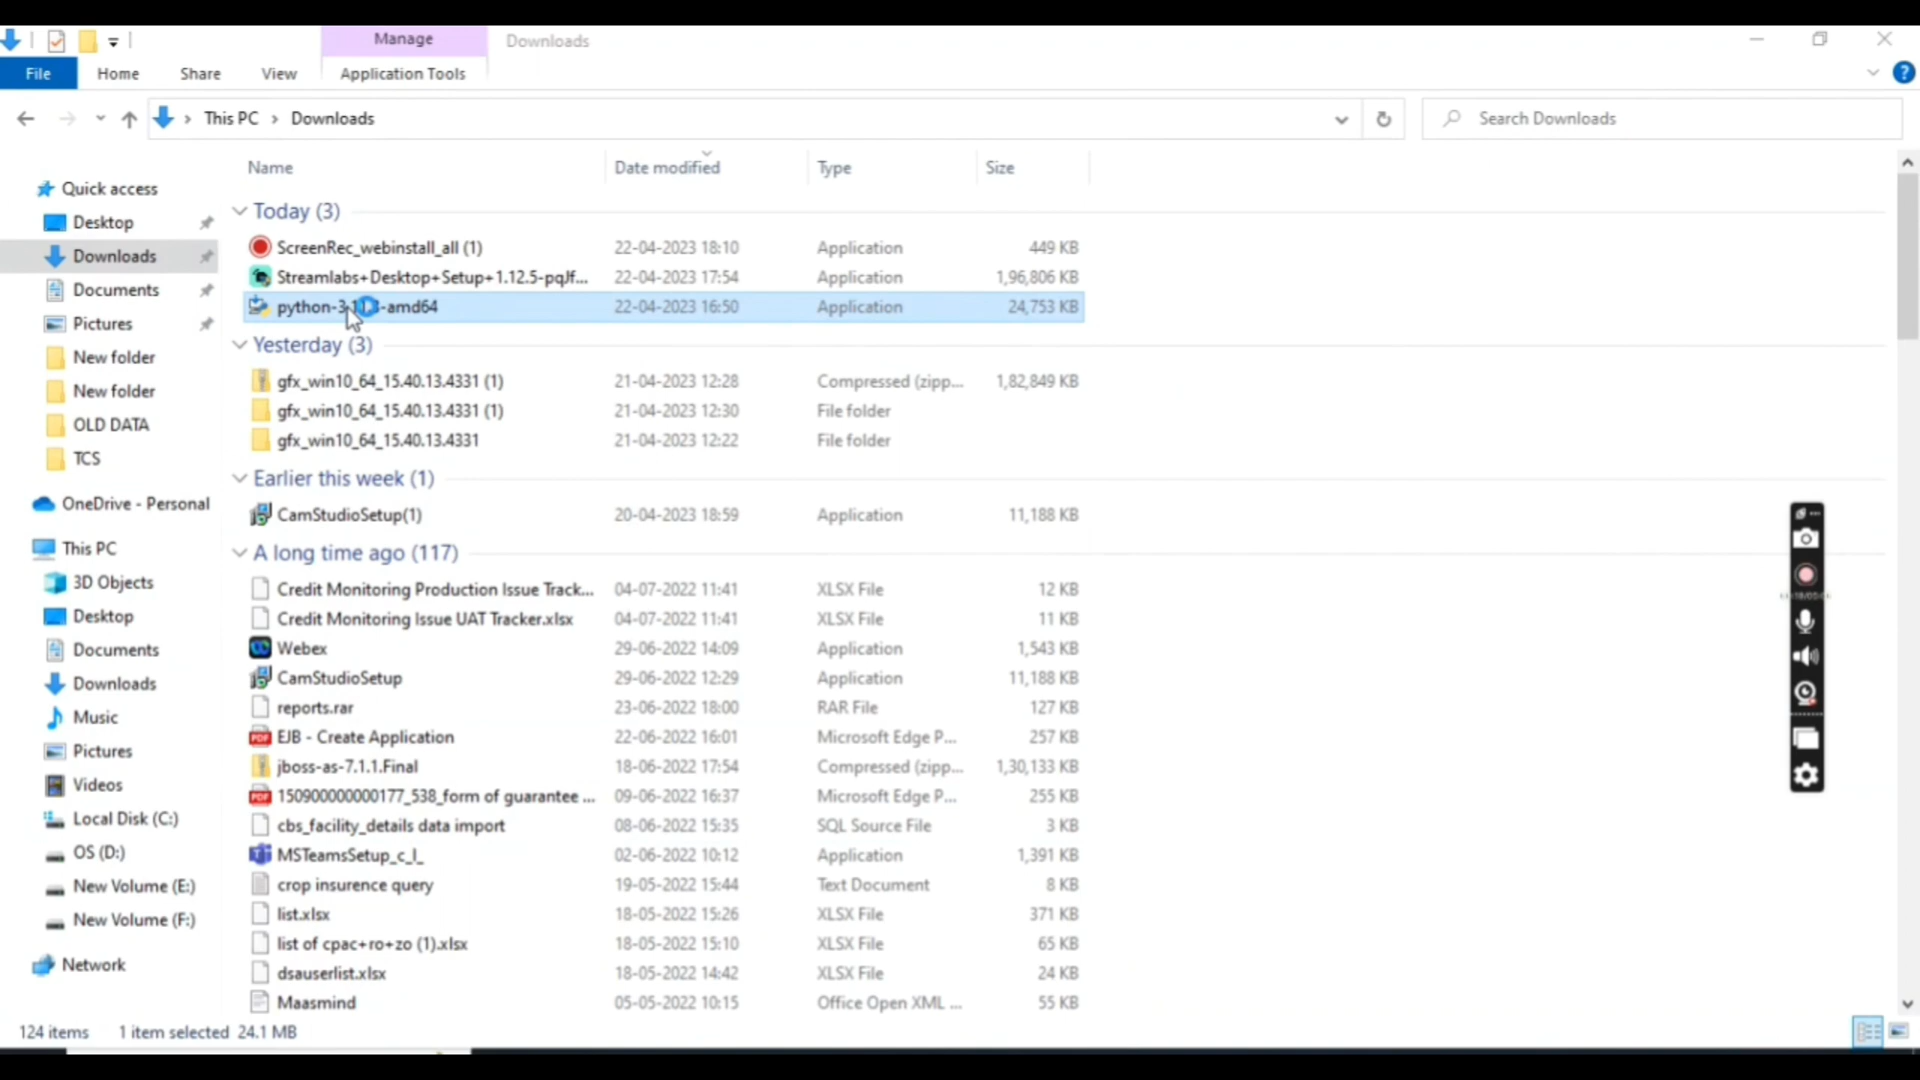 Manage
Downloads
File
Home
Share
View
Application Tools
This PC > Downloads
Search Downloads
Name
Date modified
Type
Size
Quick access
Desktop
Downloads
Documents
Pictures
New folder
New folder
OLD DATA
TCS
OneDrive - Personal
This PC
3D Objects
Desktop
Documents
Downloads
Music
Pictures
Videos
Local Disk (C:)
OS (D:)
New Volume (E:)
New Volume (F:)
Network
Today (3)
ScreenRec_webinstall_all (1) 22-04-2023 18:10 Application 449 KB
Streamlabs+Desktop+Setup+1.12.5-pqJf... 22-04-2023 17:54 Application 1,96,806 KB
-amd64 22-04-2023 16:50 Application 24,753 KB
Yesterday (3)
gfx_win10_64_15.40.13.4331 (1) 21-04-2023 12:28 Compressed (zipp... 1,82,849 KB
gfx_win10_64_15.40.13.4331 (1) 21-04-2023 12:30 File folder
gfx_win10_64_15.40.13.4331 21-04-2023 12:22 File folder
Earlier this week (1)
CamStudioSetup(1) 20-04-2023 18:59 Application 11,188 KB
A long time ago (117)
Credit Monitoring Production Issue Track... 04-07-2022 11:41 XLSX File 12 KB
Credit Monitoring Issue UAT Tracker.xlsx 04-07-2022 11:41 XLSX File 11 KB
Webex 29-06-2022 14:09 Application 1,543 KB
CamStudioSetup 29-06-2022 12:29 Application 11,188 KB
reports.rar 23-06-2022 18:00 RAR File 127 KB
EJB - Create Application 22-06-2022 16:01 Microsoft Edge P... 257 KB
jboss-as-7.1.1.Final 18-06-2022 17:54 Compressed (zipp... 1,30,133 KB
150900000000177_538_form of guarantee ... 09-06-2022 16:37 Microsoft Edge P... 255 KB
cbs_facility_details data import 08-06-2022 15:35 SQL Source File 3 KB
MSTeamsSetup_c_l_ 02-06-2022 10:12 Application 1,391 KB
crop insurence query 19-05-2022 15:44 Text Document 8 KB
list.xlsx 18-05-2022 15:26 XLSX File 371 KB
list of cpac+ro+zo (1).xlsx 18-05-2022 15:10 XLSX File 65 KB
dsauserlist.xlsx 18-05-2022 14:42 XLSX File 24 KB
Maasmind 05-05-2022 10:15 Office Open XML ... 55 KB
124 items 1 item selected 24.1 MB